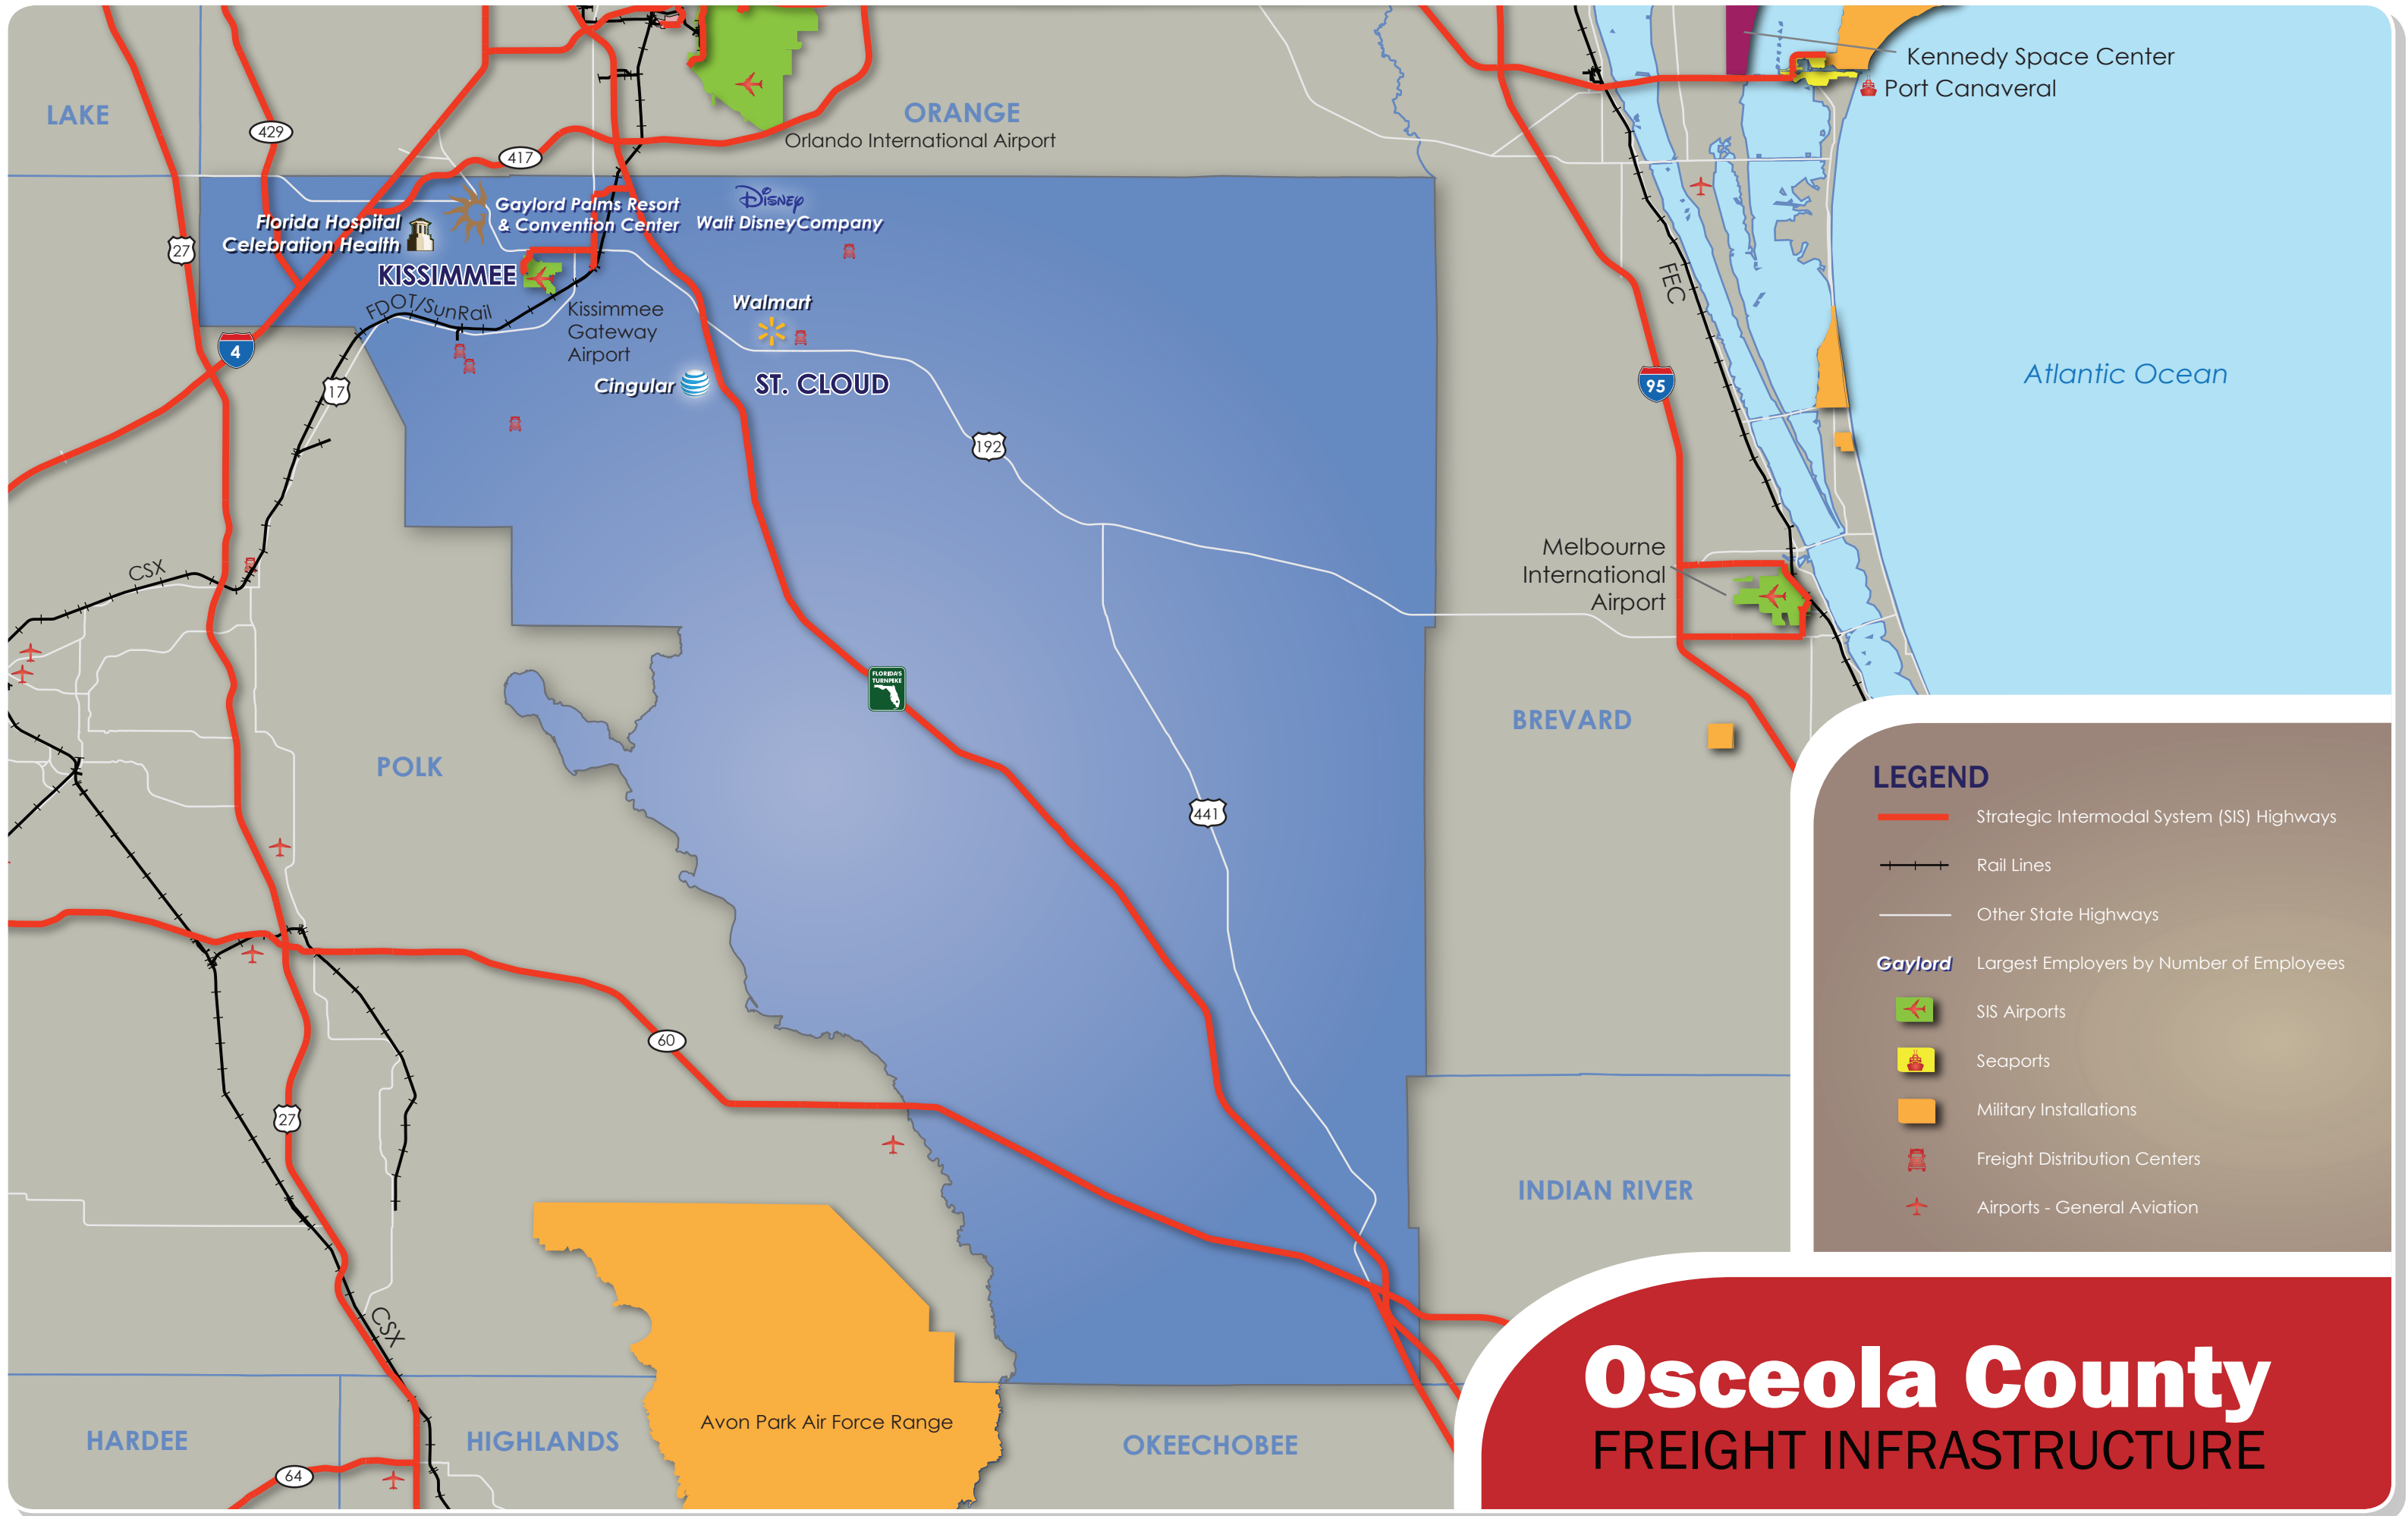 Kennedy Space Center
Port Canaveral
LAKE
ORANGE
429
417
Orlando International Airport
Florida Hospital
Celebration Health
Gaylord Palms Resort
& Convention Center
DISNEY
Walt DisneyCompany
27
KISSIMMEE
FDOT/SunRail
Kissimmee
Gateway
Airport
Walmart
FEC
4
17
Cingular
ST. CLOUD
95
Atlantic Ocean
192
CSX
Melbourne
International
Airport
FLORIDA'S
TURNPIKE
POLK
BREVARD
441
60
27
INDIAN RIVER
CSX
Avon Park Air Force Range
HARDEE
HIGHLANDS
OKEECHOBEE
64
LEGEND
Strategic Intermodal System (SIS) Highways
Rail Lines
Other State Highways
Gaylord Largest Employers by Number of Employees
SIS Airports
Seaports
Military Installations
Freight Distribution Centers
Airports - General Aviation
Osceola County
FREIGHT INFRASTRUCTURE